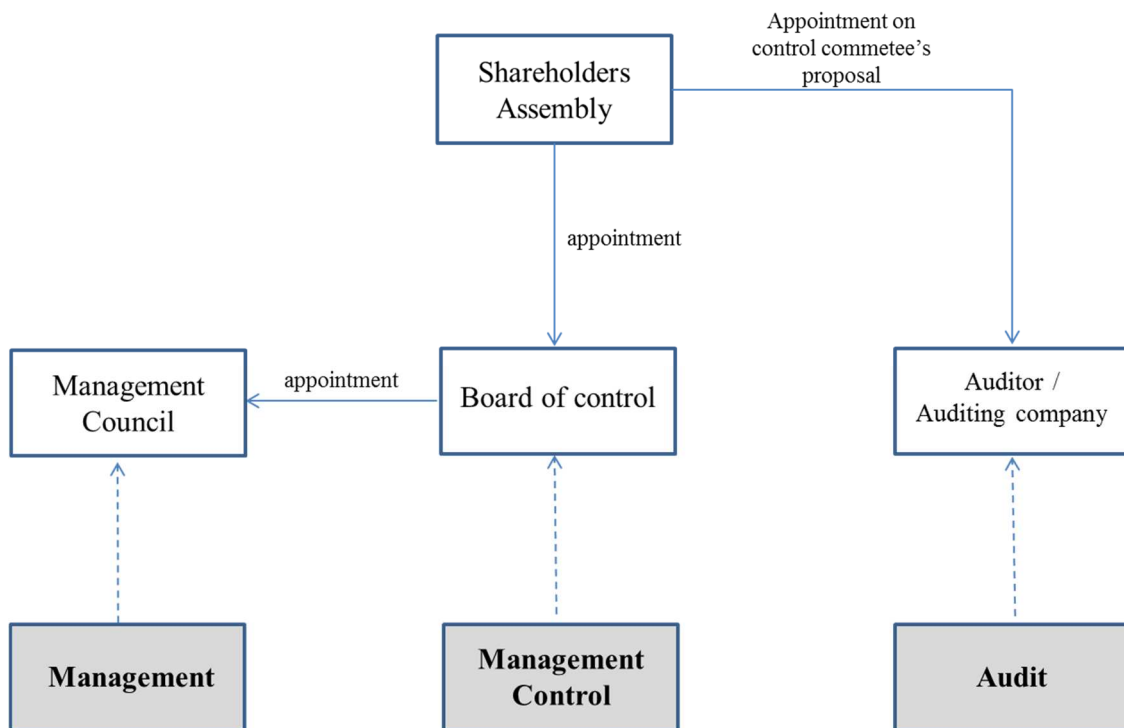 Appointment on
control commetee's
proposal
Shareholders
Assembly
appointment
Management
Council
appointment
Board of control
Auditor /
Auditing company
Management
Management
Control
Audit